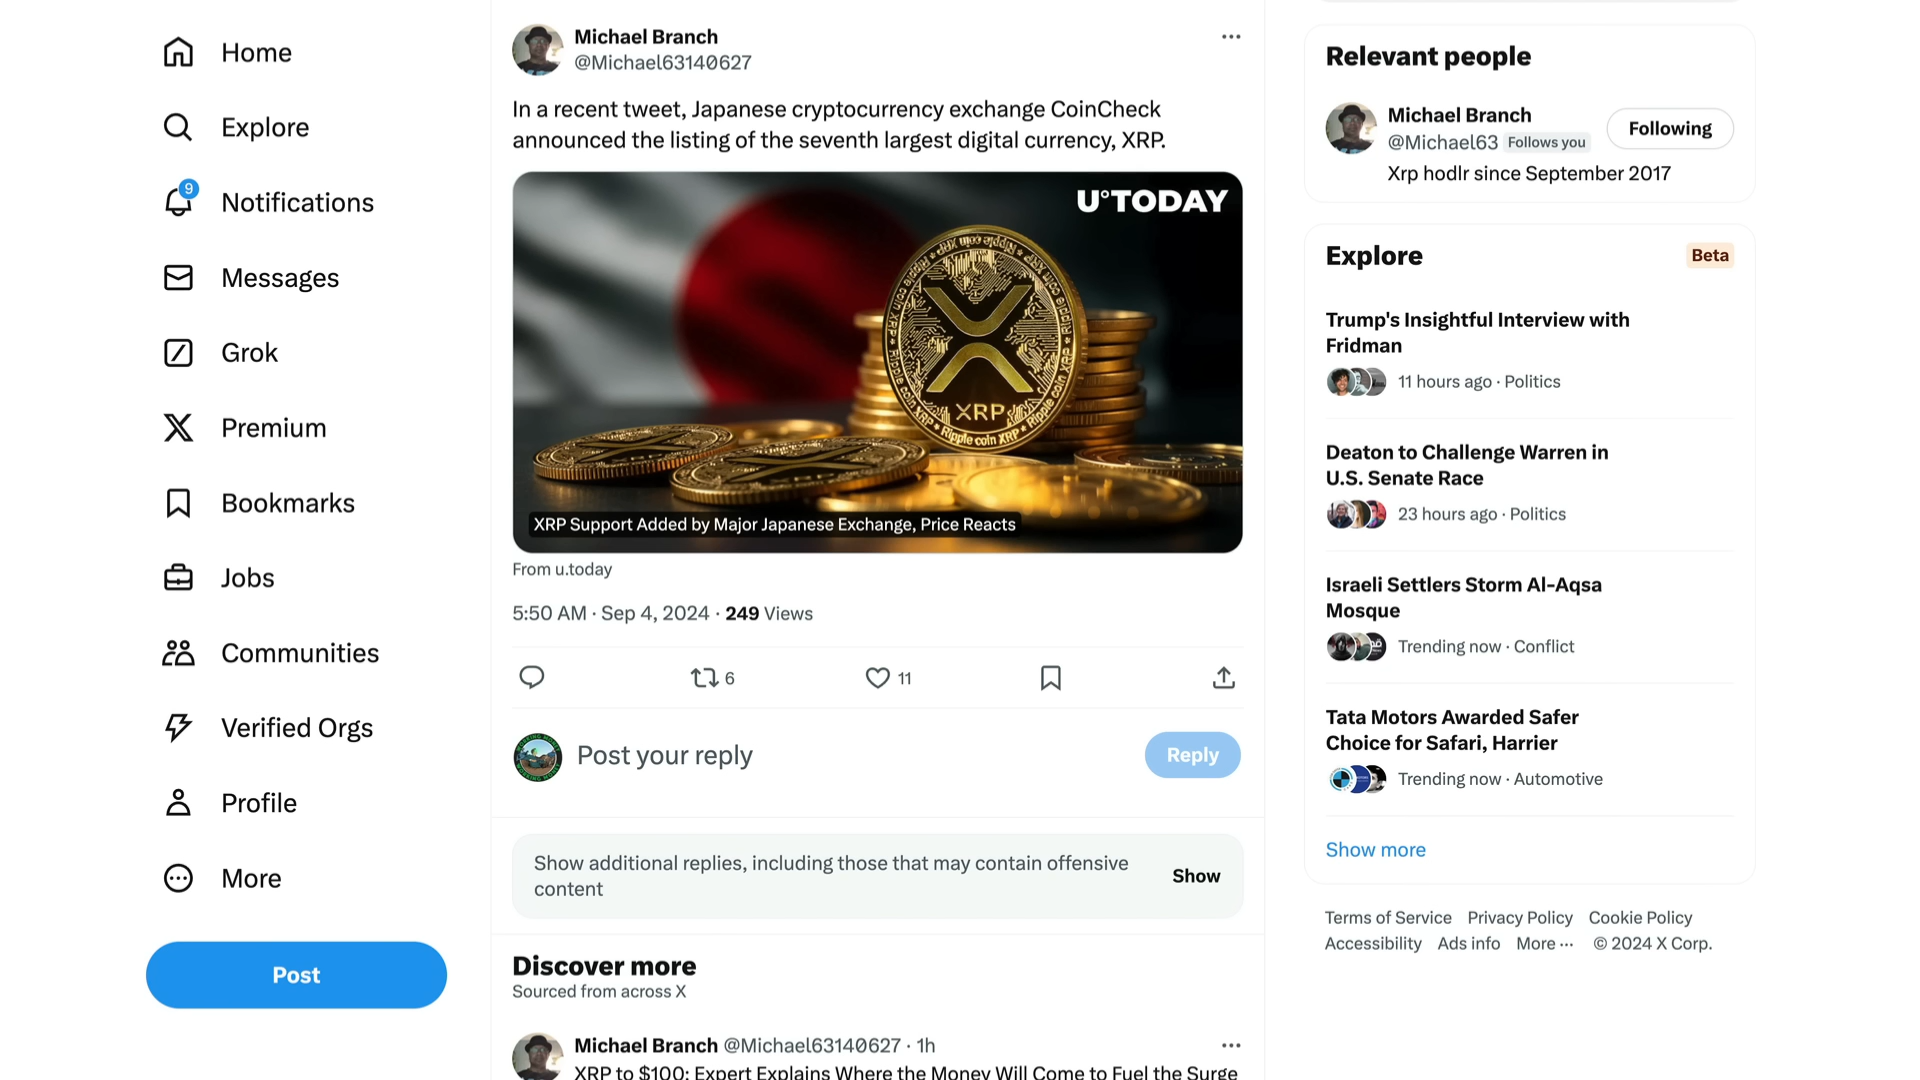 Home
Explore
9
Notifications
Messages
Grok
Premium
Bookmarks
Jobs
Communities
Verified Orgs
Profile
More
Post
Michael Branch
@Michael63140627
In a recent tweet, Japanese cryptocurrency exchange CoinCheck
announced the listing of the seventh largest digital currency, XRP.
U°TODAY
XRP
Ripple coin XRP
XRP Support Added by Major Japanese Exchange, Price Reacts
From u.today
5:50 AM · Sep 4, 2024 · 249 Views
6
11
Post your reply
Reply
Show additional replies, including those that may contain offensive
content
Show
Discover more
Sourced from across X
Michael Branch @Michael63140627 · 1h
XRP to $100: Expert Explains Where the Money Will Come to Fuel the Surge
Relevant people
Michael Branch
@Michael63 Follows you
Following
Xrp hodlr since September 2017
Explore
Beta
Trump's Insightful Interview with
Fridman
11 hours ago · Politics
Deaton to Challenge Warren in
U.S. Senate Race
23 hours ago · Politics
Israeli Settlers Storm Al-Aqsa
Mosque
Trending now · Conflict
Tata Motors Awarded Safer
Choice for Safari, Harrier
Trending now · Automotive
Show more
Terms of Service Privacy Policy Cookie Policy
Accessibility Ads info More ··· © 2024 X Corp.